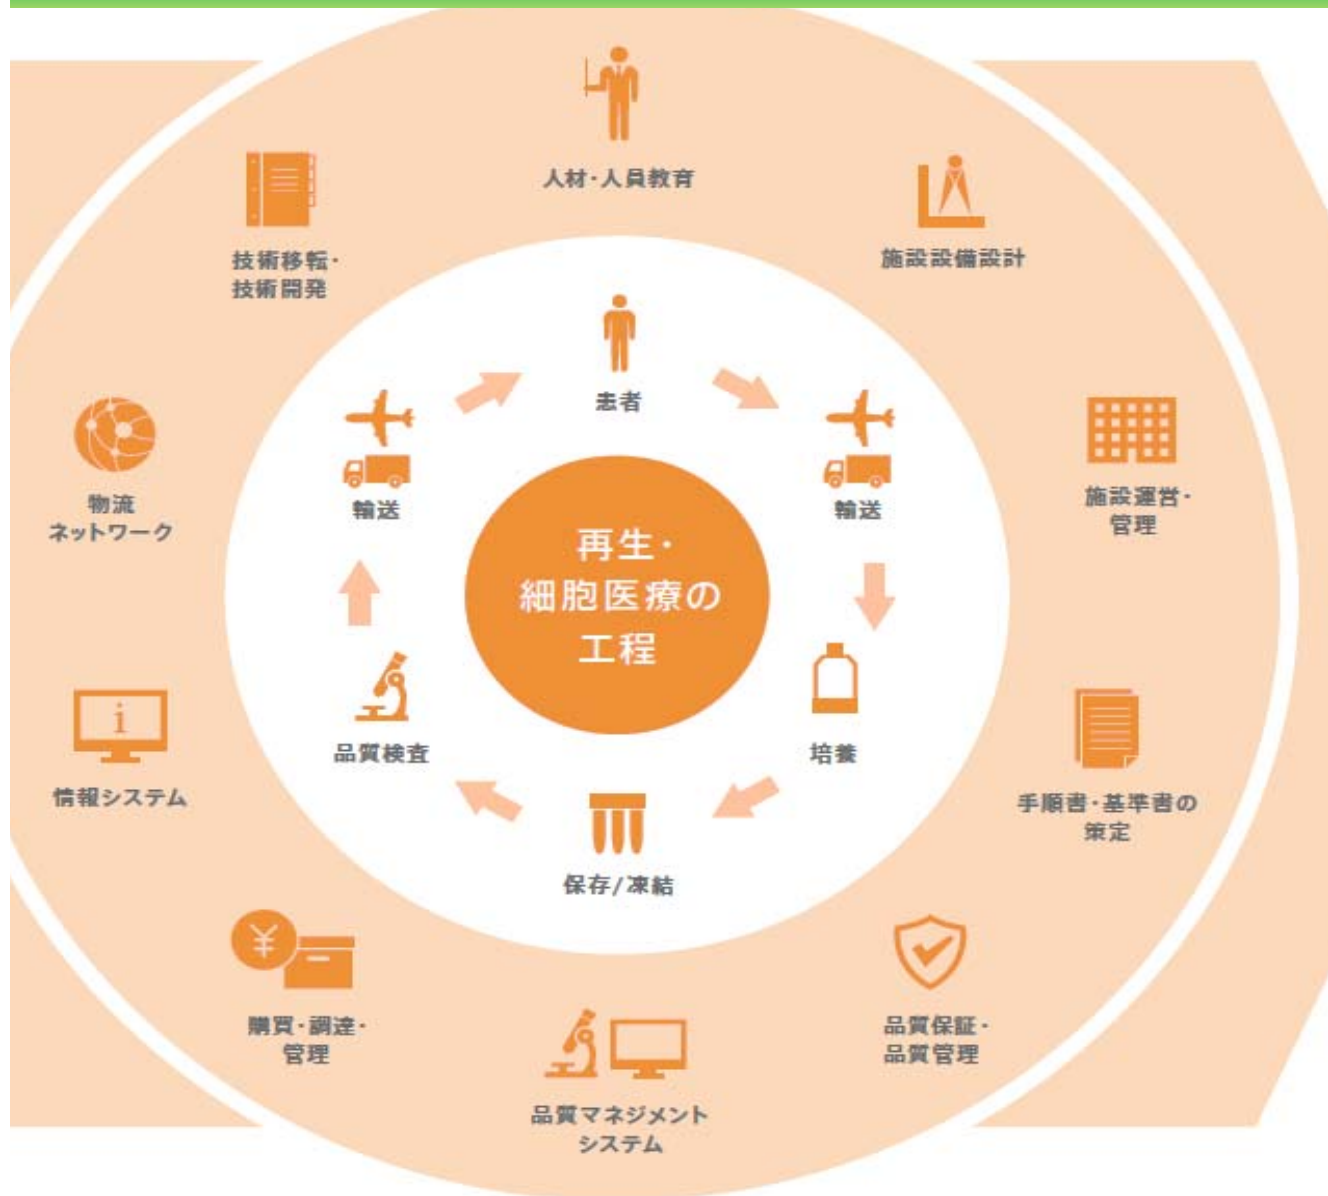 人材・人員教育
技術移転・
技術開発
施設設備設計
患者
輸送
輸送
物流
ネットワーク
施設運営・
管理
再生・
細胞医療の
工程
i
品質検査
培養
情報システム
手順書・基準書の
策定
保存/凍結
¥
購買・調達・
管理
品質保証・
品質管理
品質マネジメント
システム